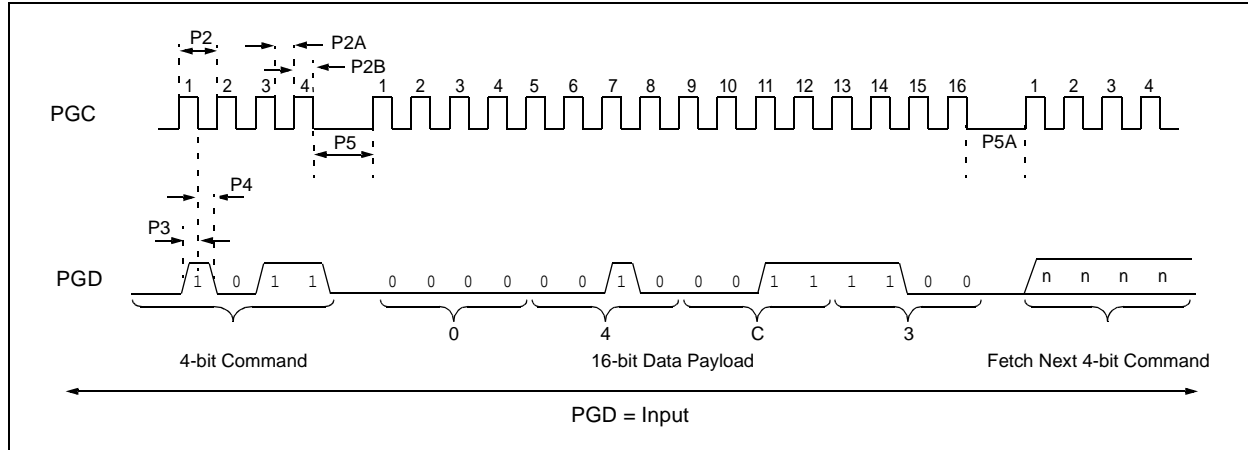 P2
P2A
P2B
1 2 3 4
1 2 3 4 5 6 7 8 9 10 11 12 13 14 15 16
1 2 3 4
PGC
P5
P5A
P4
P3
PGD
1 0 1 1
0 0 0 0 0 0 1 0 0 0 1 1 1 1 0 0
n n n n
0 4 C 3
4-bit Command
16-bit Data Payload
Fetch Next 4-bit Command
PGD = Input